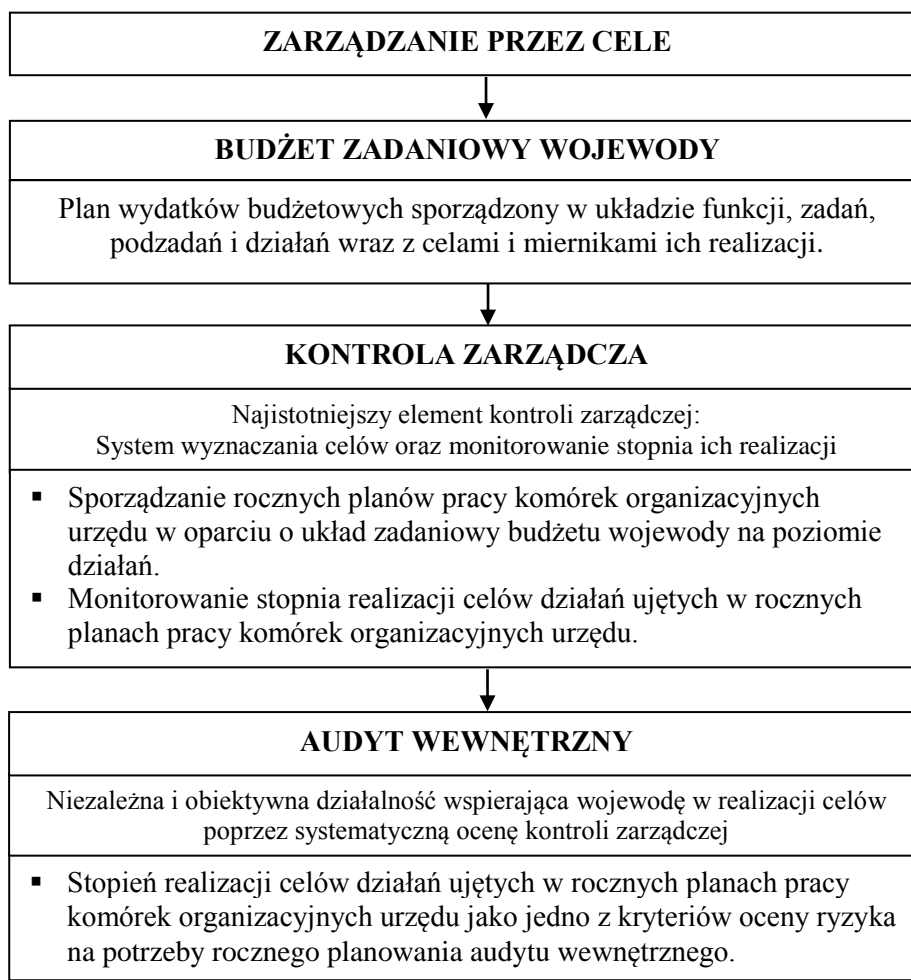 ZARZĄDZANIE PRZEZ CELE
BUDŻET ZADANIOWY WOJEWODY
Plan wydatków budżetowych sporządzony w układzie funkcji, zadań,
podzadań i działań wraz z celami i miernikami ich realizacji.
KONTROLA ZARZĄDCZA
Najistotniejszy element kontroli zarządczej:
System wyznaczania celów oraz monitorowanie stopnia ich realizacji
▪ Sporządzanie rocznych planów pracy komórek organizacyjnych
urzędu w oparciu o układ zadaniowy budżetu wojewody na poziomie
działań.
▪ Monitorowanie stopnia realizacji celów działań ujętych w rocznych
planach pracy komórek organizacyjnych urzędu.
AUDYT WEWNĘTRZNY
Niezależna i obiektywna działalność wspierająca wojewodę w realizacji celów
poprzez systematyczną ocenę kontroli zarządczej
▪ Stopień realizacji celów działań ujętych w rocznych planach pracy
komórek organizacyjnych urzędu jako jedno z kryteriów oceny ryzyka
na potrzeby rocznego planowania audytu wewnętrznego.